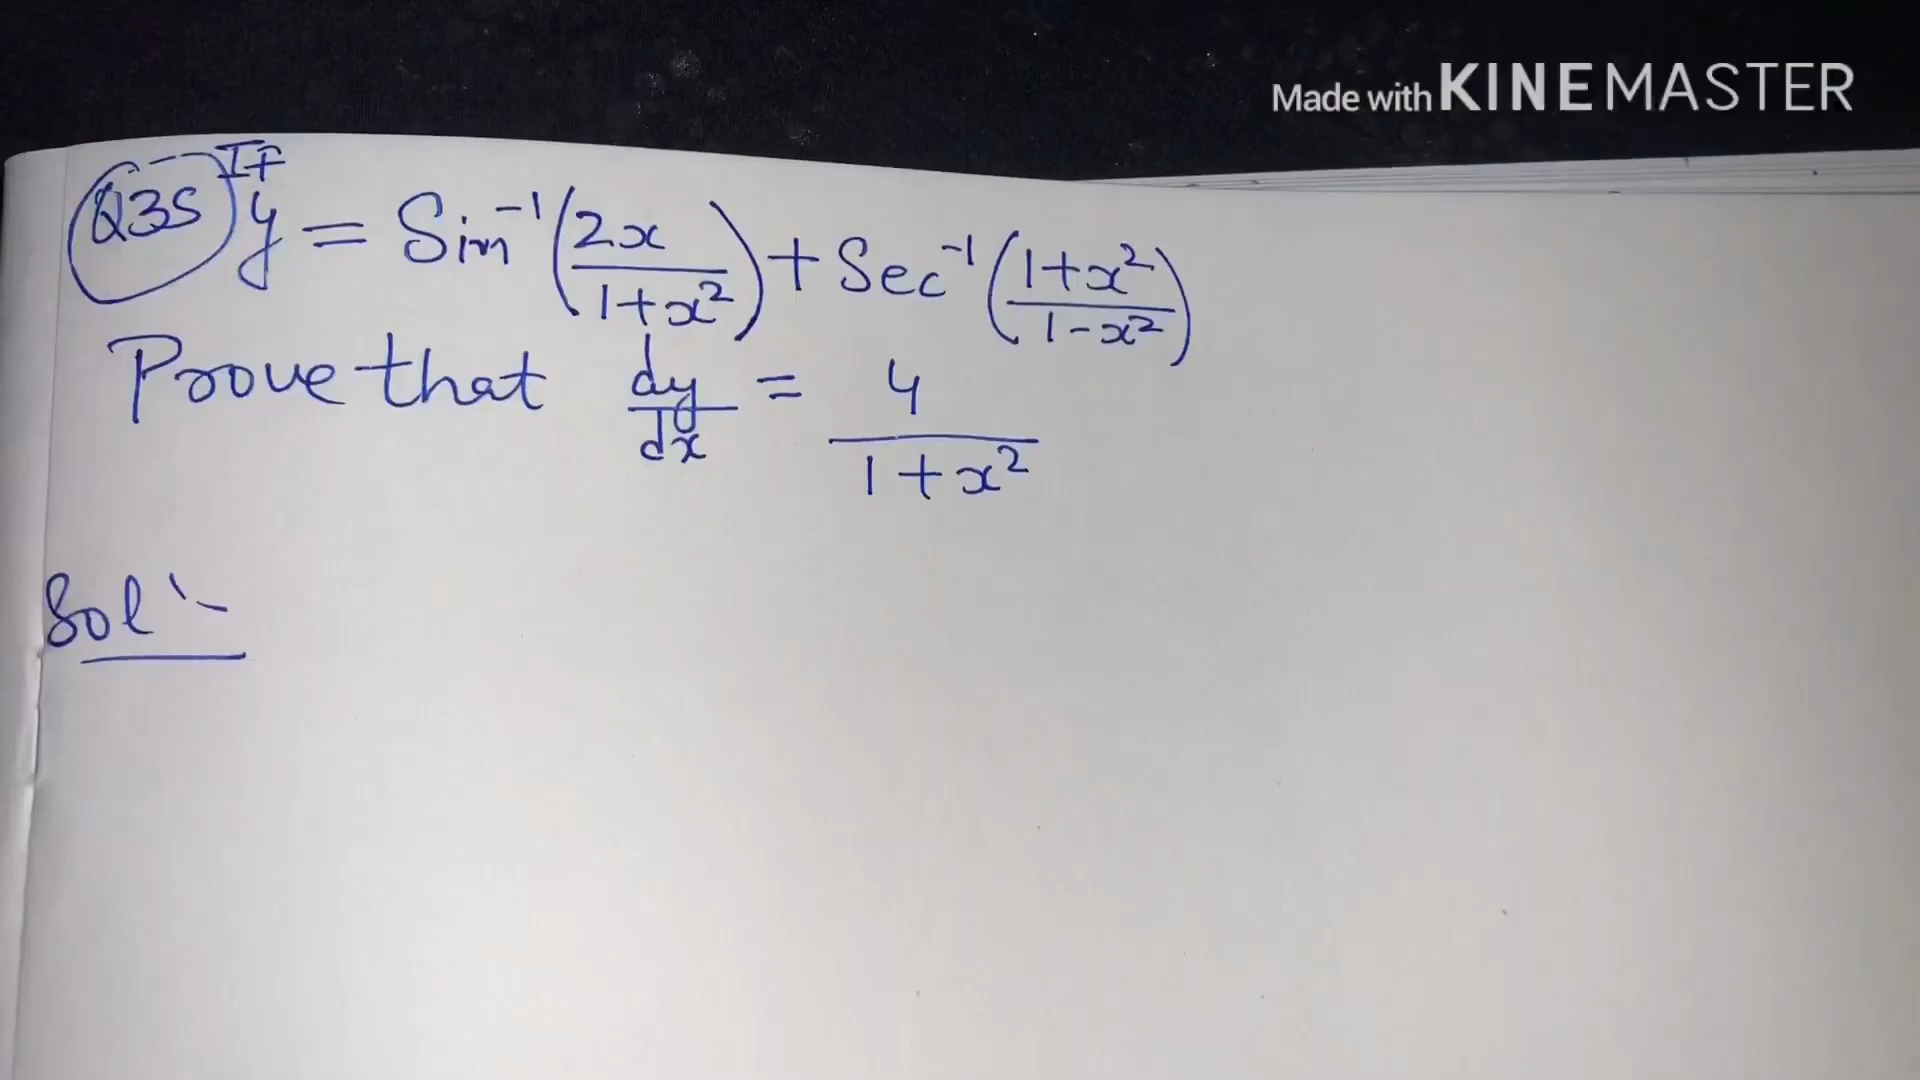 Made with KINEMASTER
Q35 If y = Sin⁻¹(2x/(1+x²)) + Sec⁻¹((1+x²)/(1-x²))
Prove that dy/dx = 4/(1+x²)
Sol:-